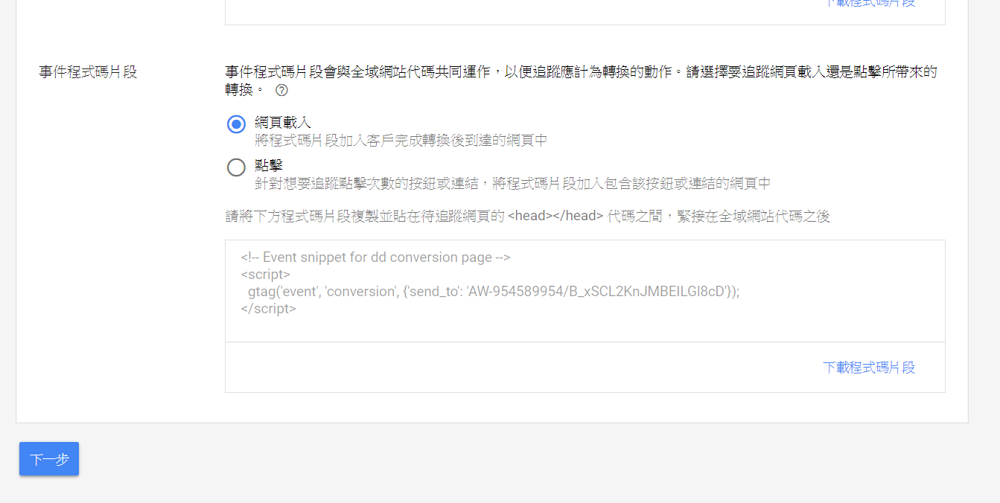 下載程式碼片段
事件程式碼片段
事件程式碼片段會與全域網站代碼共同運作，以便追蹤應計為轉換的動作。請選擇要追蹤網頁載入還是點擊所帶來的
轉換。 ?
網頁載入
將程式碼片段加入客戶完成轉換後到達的網頁中
點擊
針對想要追蹤點擊次數的按鈕或連結，將程式碼片段加入包含該按鈕或連結的網頁中
請將下方程式碼片段複製並貼在待追蹤網頁的 <head></head> 代碼之間，緊接在全域網站代碼之後
<!-- Event snippet for dd conversion page -->
<script>
gtag('event', 'conversion', {'send_to': 'AW-954589954/B_xSCL2KnJMBEILGl8cD'});
</script>
下載程式碼片段
下一步